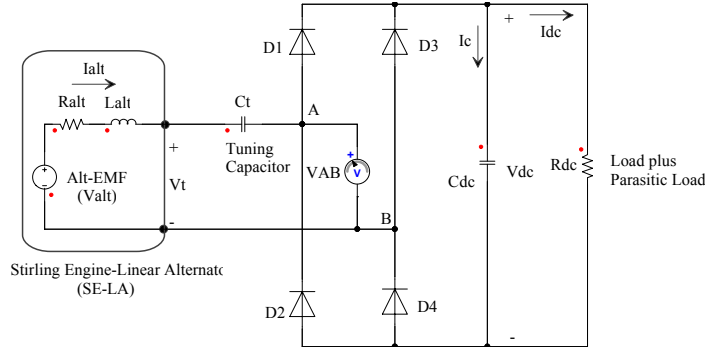 D1
D3
Ic
+
Idc
Ialt
Ralt
Lalt
Ct
A
+
Tuning
Capacitor
+
Alt-EMF
(Valt)
+
-
Vt
VAB
+
V
Cdc
Vdc
Rdc
Load plus
Parasitic Load
-
B
Stirling Engine-Linear Alternato
(SE-LA)
D2
D4
-